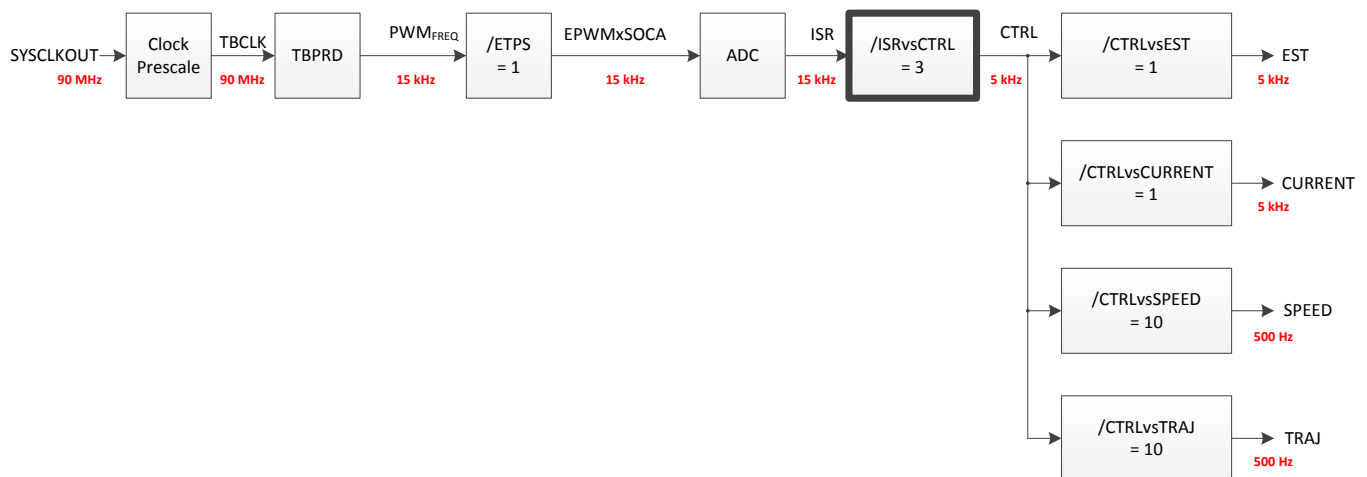 SYSCLKOUT
90 MHz
Clock
Prescale
TBCLK
90 MHz
TBPRD
PWMFREQ
15 kHz
/ETPS
= 1
EPWMxSOCA
15 kHz
ADC
ISR
15 kHz
/ISRvsCTRL
= 3
CTRL
5 kHz
/CTRLvsEST
= 1
EST
5 kHz
/CTRLvsCURRENT
= 1
CURRENT
5 kHz
/CTRLvsSPEED
= 10
SPEED
500 Hz
/CTRLvsTRAJ
= 10
TRAJ
500 Hz